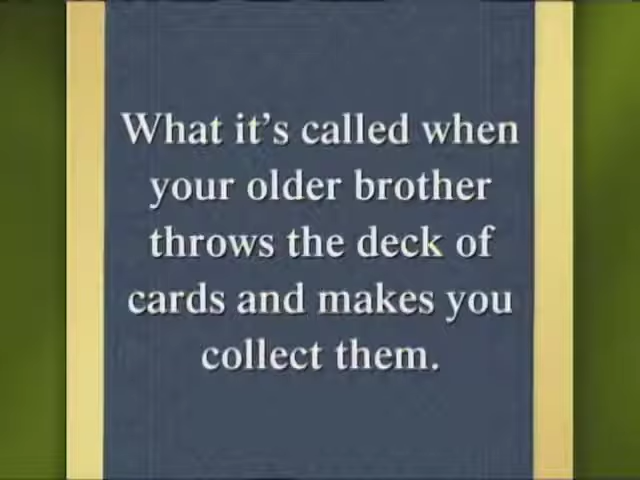 What it's called when
your older brother
throws the deck of
cards and makes you
collect them.